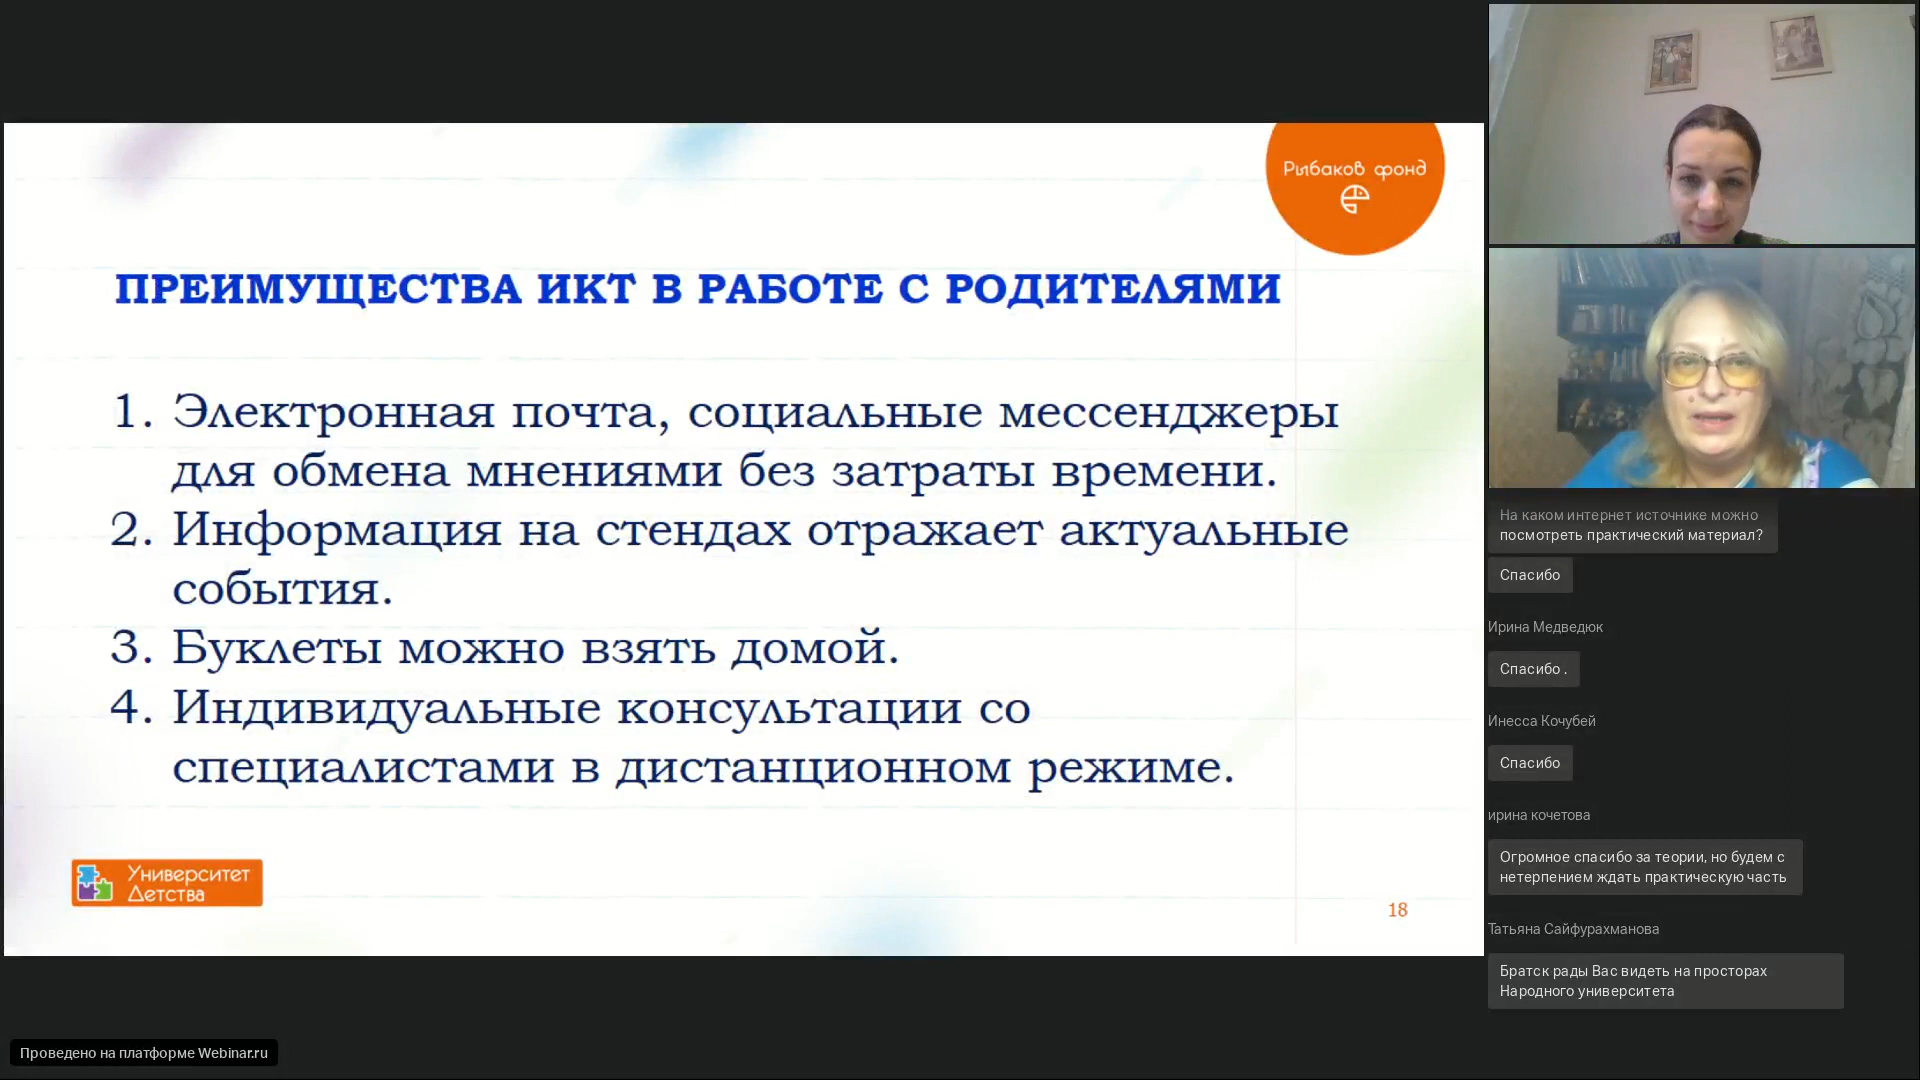 Рыбаков фонд
ПРЕИМУЩЕСТВА ИКТ В РАБОТЕ С РОДИТЕЛЯМИ
1. Электронная почта, социальные мессенджеры
для обмена мнениями без затраты времени.
2. Информация на стендах отражает актуальные
события.
3. Буклеты можно взять домой.
4. Индивидуальные консультации со
специалистами в дистанционном режиме.
Университет
Детства
18
На каком интернет источнике можно
посмотреть практический материал?
Спасибо
Ирина Медведюк
Спасибо .
Инесса Кочубей
Спасибо
ирина кочетова
Огромное спасибо за теории, но будем с
нетерпением ждать практическую часть
Татьяна Сайфурахманова
Братск рады Вас видеть на просторах
Народного университета
Проведено на платформе Webinar.ru